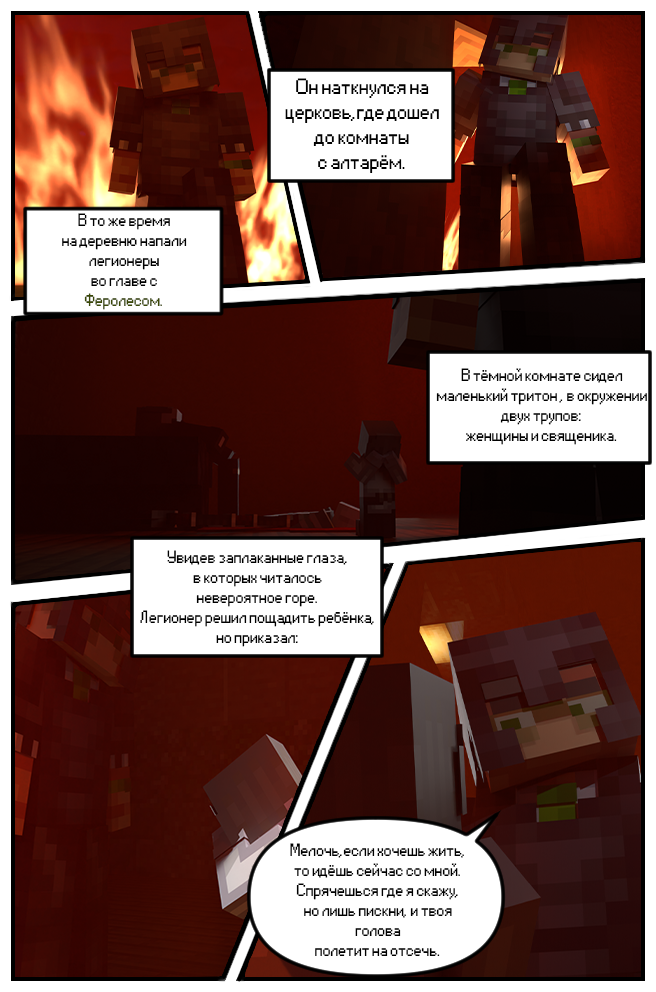 В то же время
на деревню напали
легионеры
во главе с
Феролесом.
Он наткнулся на
церковь, где дошел
до комнаты
с алтарём.
В тёмной комнате сидел
маленький тритон, в окружении
двух трупов:
женщины и священика.
Увидев заплаканные глаза,
в которых читалось
невероятное горе.
Легионер решил пощадить ребёнка,
но приказал:
Мелочь, если хочешь жить,
то идёшь сейчас со мной.
Спрячешься где я скажу,
но лишь пискни, и твоя
голова
полетит на отсечь.